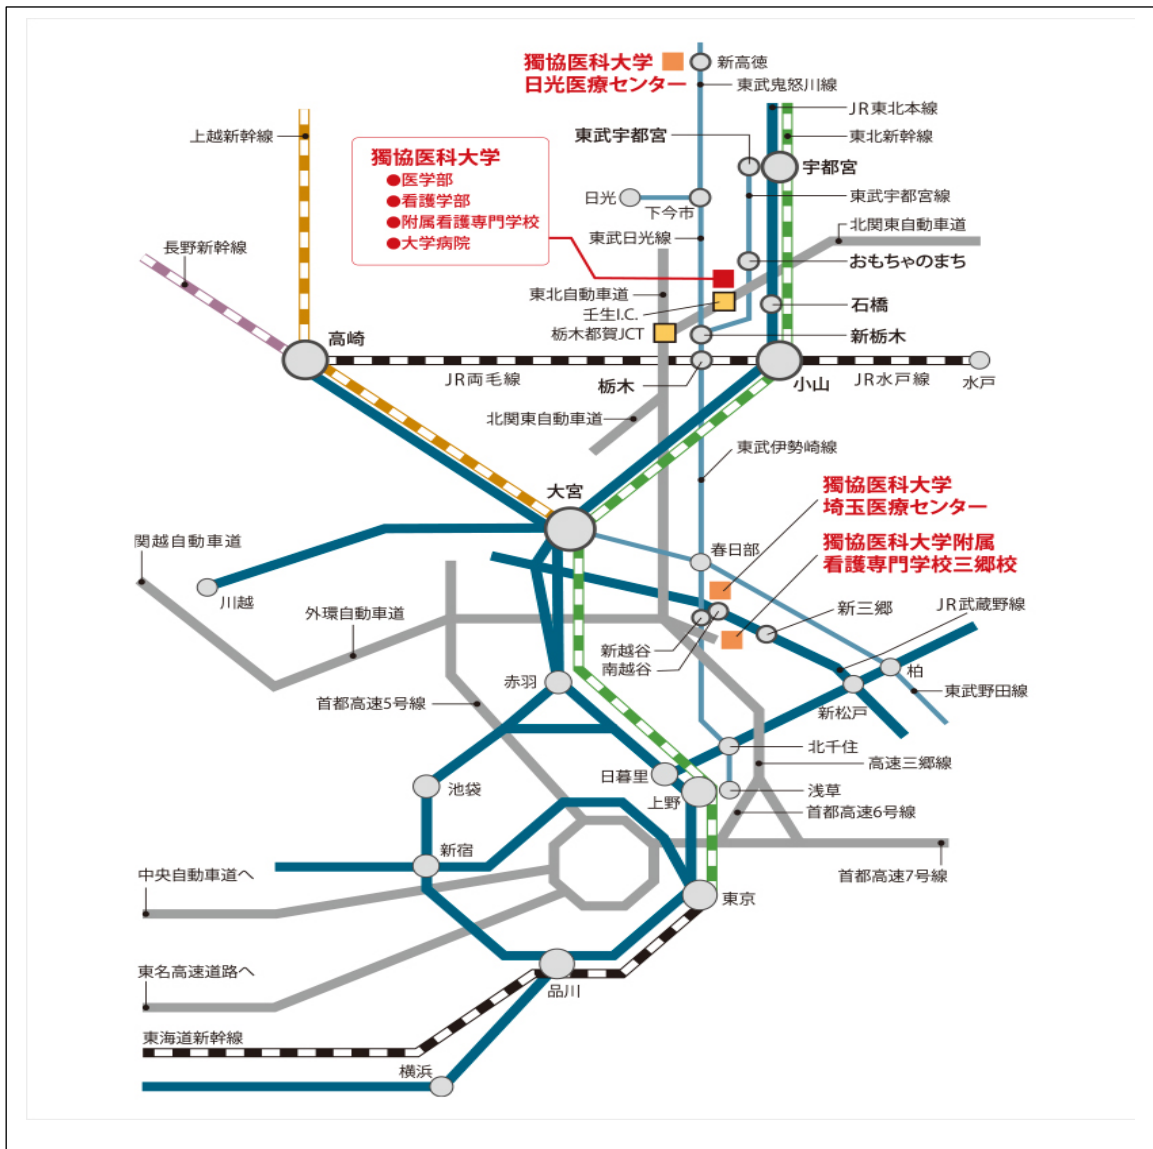 獨協医科大学
日光医療センター
新高徳
東武鬼怒川線
JR東北本線
上越新幹線
東武宇都宮
東北新幹線
獨協医科大学
●医学部
●看護学部
●附属看護専門学校
●大学病院
宇都宮
日光
下今市
東武宇都宮線
北関東自動車道
長野新幹線
東武日光線
おもちゃのまち
東北自動車道
壬生I.C.
石橋
栃木都賀JCT
新栃木
高崎
JR両毛線
栃木
小山
JR水戸線
水戸
北関東自動車道
東武伊勢崎線
大宮
獨協医科大学
埼玉医療センター
関越自動車道
春日部
獨協医科大学附属
看護専門学校三郷校
川越
外環自動車道
新三郷
JR武蔵野線
新越谷
南越谷
柏
赤羽
東武野田線
首都高速5号線
新松戸
北千住
高速三郷線
日暮里
池袋
上野
浅草
首都高速6号線
新宿
中央自動車道へ
首都高速7号線
東京
東名高速道路へ
品川
東海道新幹線
横浜